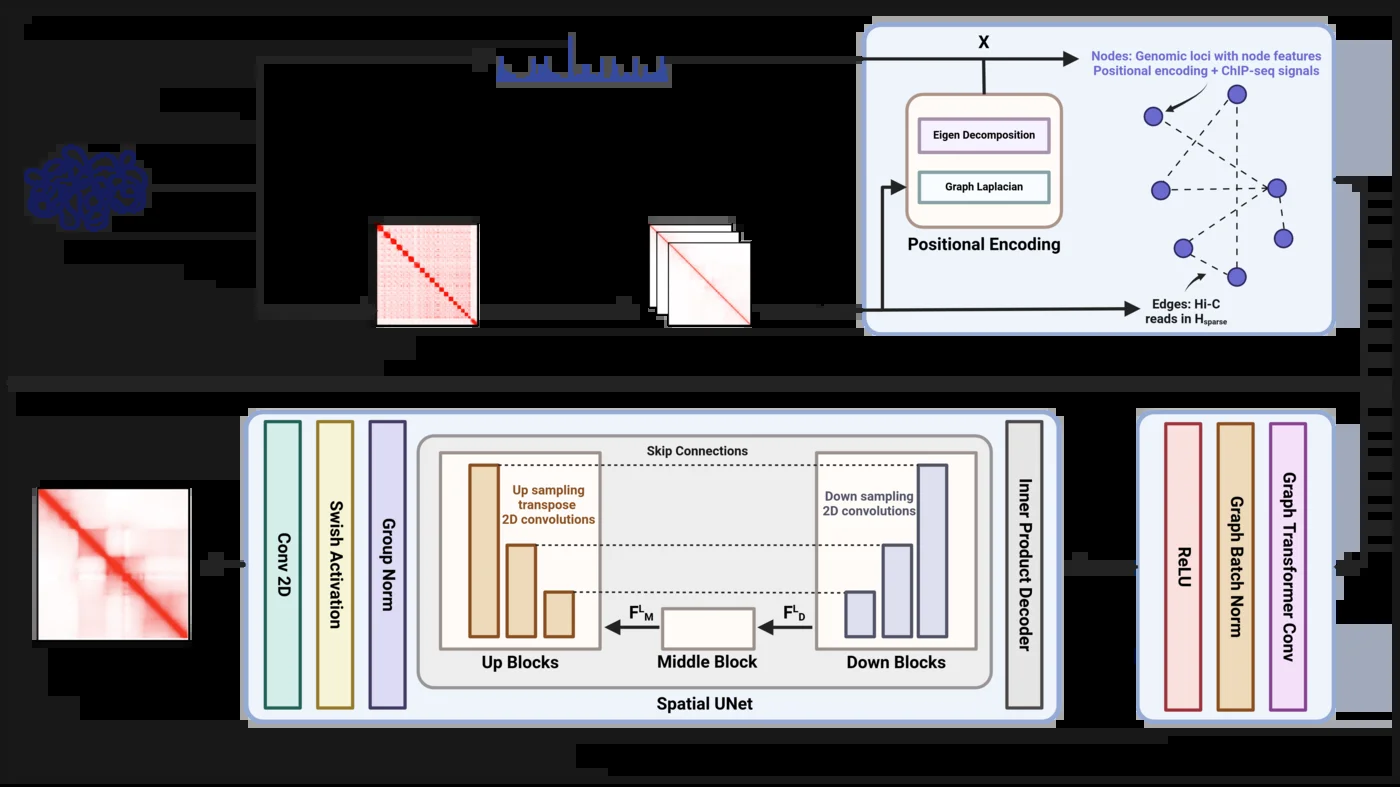 X
Nodes: Genomic loci with node features
Positional encoding + ChIP-seq signals
Eigen Decomposition
Graph Laplacian
Positional Encoding
Edges: Hi-C
reads in Hsparse
Conv 2D
Swish Activation
Group Norm
Skip Connections
Up sampling
transpose
2D convolutions
Down sampling
2D convolutions
F^L_M
F^L_D
Up Blocks
Middle Block
Down Blocks
Spatial UNet
Inner Product Decoder
ReLU
Graph Batch Norm
Graph Transformer Conv